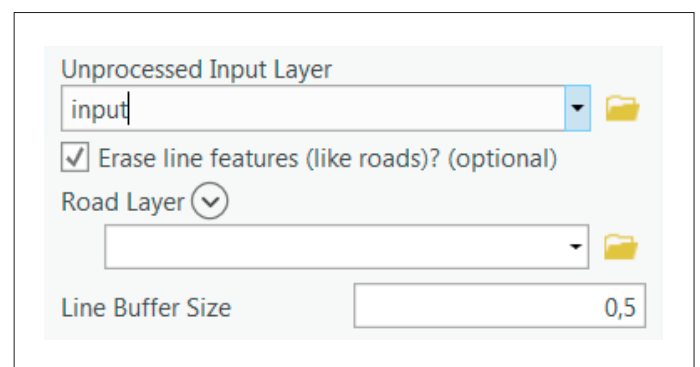 Unprocessed Input Layer
input
Erase line features (like roads)? (optional)
Road Layer
Line Buffer Size 0,5